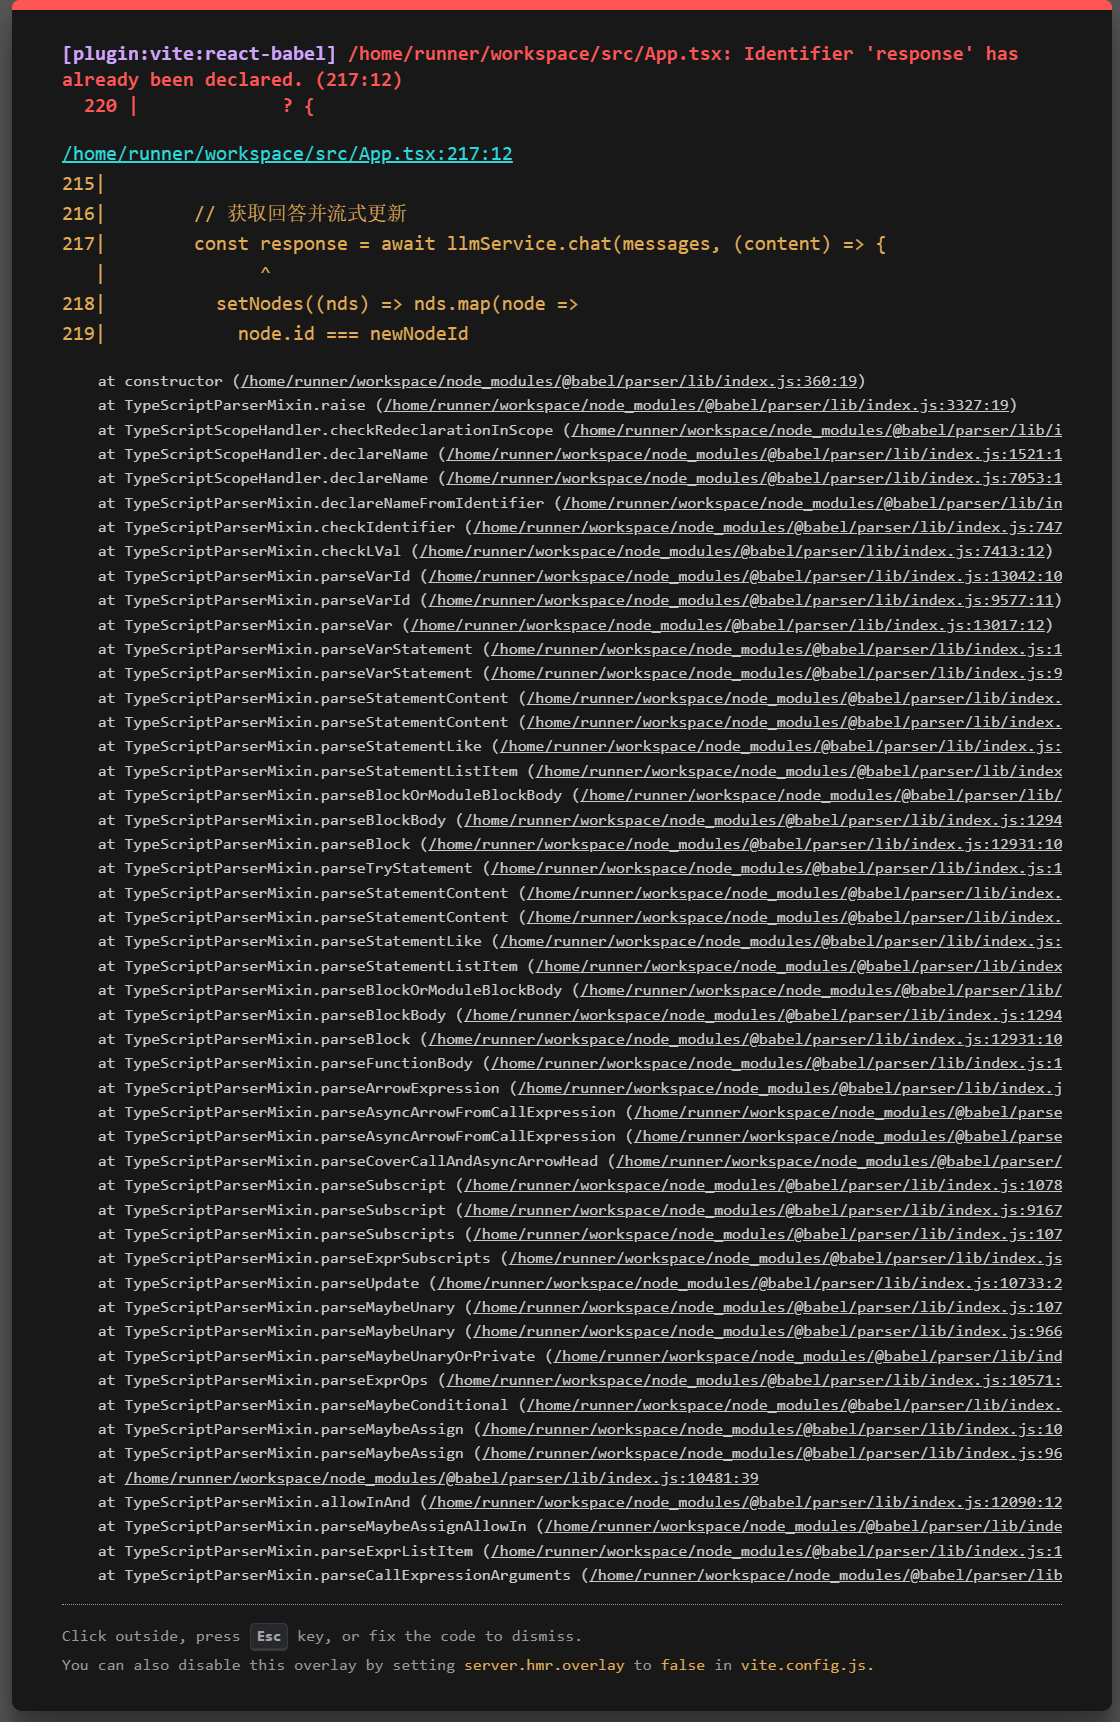 [plugin:vite:react-babel] /home/runner/workspace/src/App.tsx: Identifier 'response' has
already been declared. (217:12)
  220 |             ? {
/home/runner/workspace/src/App.tsx:217:12
215|
216|        // 获取回答并流式更新
217|        const response = await llmService.chat(messages, (content) => {
   |              ^
218|          setNodes((nds) => nds.map(node =>
219|            node.id === newNodeId
    at constructor (/home/runner/workspace/node_modules/@babel/parser/lib/index.js:360:19)
    at TypeScriptParserMixin.raise (/home/runner/workspace/node_modules/@babel/parser/lib/index.js:3327:19)
    at TypeScriptScopeHandler.checkRedeclarationInScope (/home/runner/workspace/node_modules/@babel/parser/lib/i
    at TypeScriptScopeHandler.declareName (/home/runner/workspace/node_modules/@babel/parser/lib/index.js:1521:1
    at TypeScriptScopeHandler.declareName (/home/runner/workspace/node_modules/@babel/parser/lib/index.js:7053:1
    at TypeScriptParserMixin.declareNameFromIdentifier (/home/runner/workspace/node_modules/@babel/parser/lib/in
    at TypeScriptParserMixin.checkIdentifier (/home/runner/workspace/node_modules/@babel/parser/lib/index.js:747
    at TypeScriptParserMixin.checkLVal (/home/runner/workspace/node_modules/@babel/parser/lib/index.js:7413:12)
    at TypeScriptParserMixin.parseVarId (/home/runner/workspace/node_modules/@babel/parser/lib/index.js:13042:10
    at TypeScriptParserMixin.parseVarId (/home/runner/workspace/node_modules/@babel/parser/lib/index.js:9577:11)
    at TypeScriptParserMixin.parseVar (/home/runner/workspace/node_modules/@babel/parser/lib/index.js:13017:12)
    at TypeScriptParserMixin.parseVarStatement (/home/runner/workspace/node_modules/@babel/parser/lib/index.js:1
    at TypeScriptParserMixin.parseVarStatement (/home/runner/workspace/node_modules/@babel/parser/lib/index.js:9
    at TypeScriptParserMixin.parseStatementContent (/home/runner/workspace/node_modules/@babel/parser/lib/index.
    at TypeScriptParserMixin.parseStatementContent (/home/runner/workspace/node_modules/@babel/parser/lib/index.
    at TypeScriptParserMixin.parseStatementLike (/home/runner/workspace/node_modules/@babel/parser/lib/index.js:
    at TypeScriptParserMixin.parseStatementListItem (/home/runner/workspace/node_modules/@babel/parser/lib/index
    at TypeScriptParserMixin.parseBlockOrModuleBlockBody (/home/runner/workspace/node_modules/@babel/parser/lib/
    at TypeScriptParserMixin.parseBlockBody (/home/runner/workspace/node_modules/@babel/parser/lib/index.js:1294
    at TypeScriptParserMixin.parseBlock (/home/runner/workspace/node_modules/@babel/parser/lib/index.js:12931:10
    at TypeScriptParserMixin.parseTryStatement (/home/runner/workspace/node_modules/@babel/parser/lib/index.js:1
    at TypeScriptParserMixin.parseStatementContent (/home/runner/workspace/node_modules/@babel/parser/lib/index.
    at TypeScriptParserMixin.parseStatementContent (/home/runner/workspace/node_modules/@babel/parser/lib/index.
    at TypeScriptParserMixin.parseStatementLike (/home/runner/workspace/node_modules/@babel/parser/lib/index.js:
    at TypeScriptParserMixin.parseStatementListItem (/home/runner/workspace/node_modules/@babel/parser/lib/index
    at TypeScriptParserMixin.parseBlockOrModuleBlockBody (/home/runner/workspace/node_modules/@babel/parser/lib/
    at TypeScriptParserMixin.parseBlockBody (/home/runner/workspace/node_modules/@babel/parser/lib/index.js:1294
    at TypeScriptParserMixin.parseBlock (/home/runner/workspace/node_modules/@babel/parser/lib/index.js:12931:10
    at TypeScriptParserMixin.parseFunctionBody (/home/runner/workspace/node_modules/@babel/parser/lib/index.js:1
    at TypeScriptParserMixin.parseArrowExpression (/home/runner/workspace/node_modules/@babel/parser/lib/index.j
    at TypeScriptParserMixin.parseAsyncArrowFromCallExpression (/home/runner/workspace/node_modules/@babel/parse
    at TypeScriptParserMixin.parseAsyncArrowFromCallExpression (/home/runner/workspace/node_modules/@babel/parse
    at TypeScriptParserMixin.parseCoverCallAndAsyncArrowHead (/home/runner/workspace/node_modules/@babel/parser/
    at TypeScriptParserMixin.parseSubscript (/home/runner/workspace/node_modules/@babel/parser/lib/index.js:1078
    at TypeScriptParserMixin.parseSubscript (/home/runner/workspace/node_modules/@babel/parser/lib/index.js:9167
    at TypeScriptParserMixin.parseSubscripts (/home/runner/workspace/node_modules/@babel/parser/lib/index.js:107
    at TypeScriptParserMixin.parseExprSubscripts (/home/runner/workspace/node_modules/@babel/parser/lib/index.js
    at TypeScriptParserMixin.parseUpdate (/home/runner/workspace/node_modules/@babel/parser/lib/index.js:10733:2
    at TypeScriptParserMixin.parseMaybeUnary (/home/runner/workspace/node_modules/@babel/parser/lib/index.js:107
    at TypeScriptParserMixin.parseMaybeUnary (/home/runner/workspace/node_modules/@babel/parser/lib/index.js:966
    at TypeScriptParserMixin.parseMaybeUnaryOrPrivate (/home/runner/workspace/node_modules/@babel/parser/lib/ind
    at TypeScriptParserMixin.parseExprOps (/home/runner/workspace/node_modules/@babel/parser/lib/index.js:10571:
    at TypeScriptParserMixin.parseMaybeConditional (/home/runner/workspace/node_modules/@babel/parser/lib/index.
    at TypeScriptParserMixin.parseMaybeAssign (/home/runner/workspace/node_modules/@babel/parser/lib/index.js:10
    at TypeScriptParserMixin.parseMaybeAssign (/home/runner/workspace/node_modules/@babel/parser/lib/index.js:96
    at /home/runner/workspace/node_modules/@babel/parser/lib/index.js:10481:39
    at TypeScriptParserMixin.allowInAnd (/home/runner/workspace/node_modules/@babel/parser/lib/index.js:12090:12
    at TypeScriptParserMixin.parseMaybeAssignAllowIn (/home/runner/workspace/node_modules/@babel/parser/lib/inde
    at TypeScriptParserMixin.parseExprListItem (/home/runner/workspace/node_modules/@babel/parser/lib/index.js:1
    at TypeScriptParserMixin.parseCallExpressionArguments (/home/runner/workspace/node_modules/@babel/parser/lib
Click outside, press Esc key, or fix the code to dismiss.
You can also disable this overlay by setting server.hmr.overlay to false in vite.config.js.